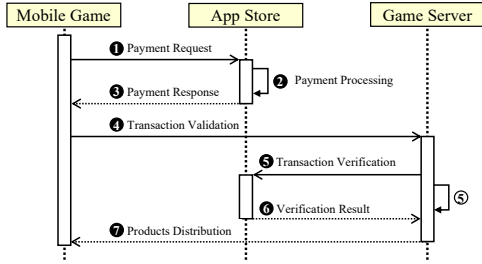 Mobile Game
App Store
Game Server
❶ Payment Request
❷ Payment Processing
❸ Payment Response
❹ Transaction Validation
❺ Transaction Verification
⑤
❻ Verification Result
❼ Products Distribution